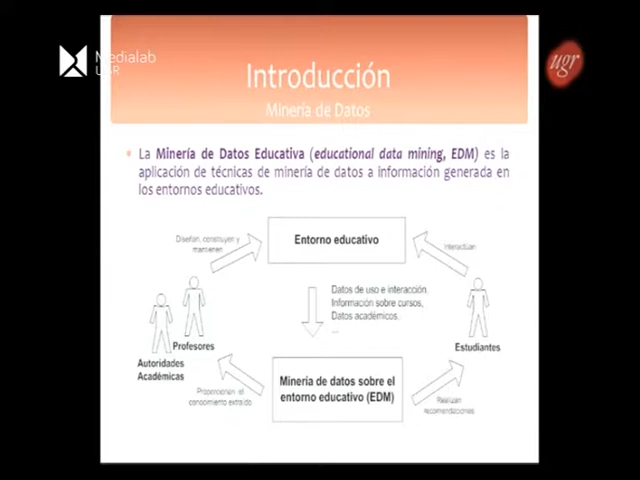 Medialab
UGR
ugr
Introducción
Minería de Datos
La Minería de Datos Educativa (educational data mining, EDM) es la
aplicación de técnicas de minería de datos a información generada en
los entornos educativos.
Diseñan, construyen y
mantienen
Entorno educativo
Interactúan
Datos de uso e interacción.
Información sobre cursos,
Datos académicos.
...
Profesores
Autoridades
Académicas
Estudiantes
Proporcionan el
conocimiento extraído
Minería de datos sobre el
entorno educativo (EDM)
Realizan
recomendaciones